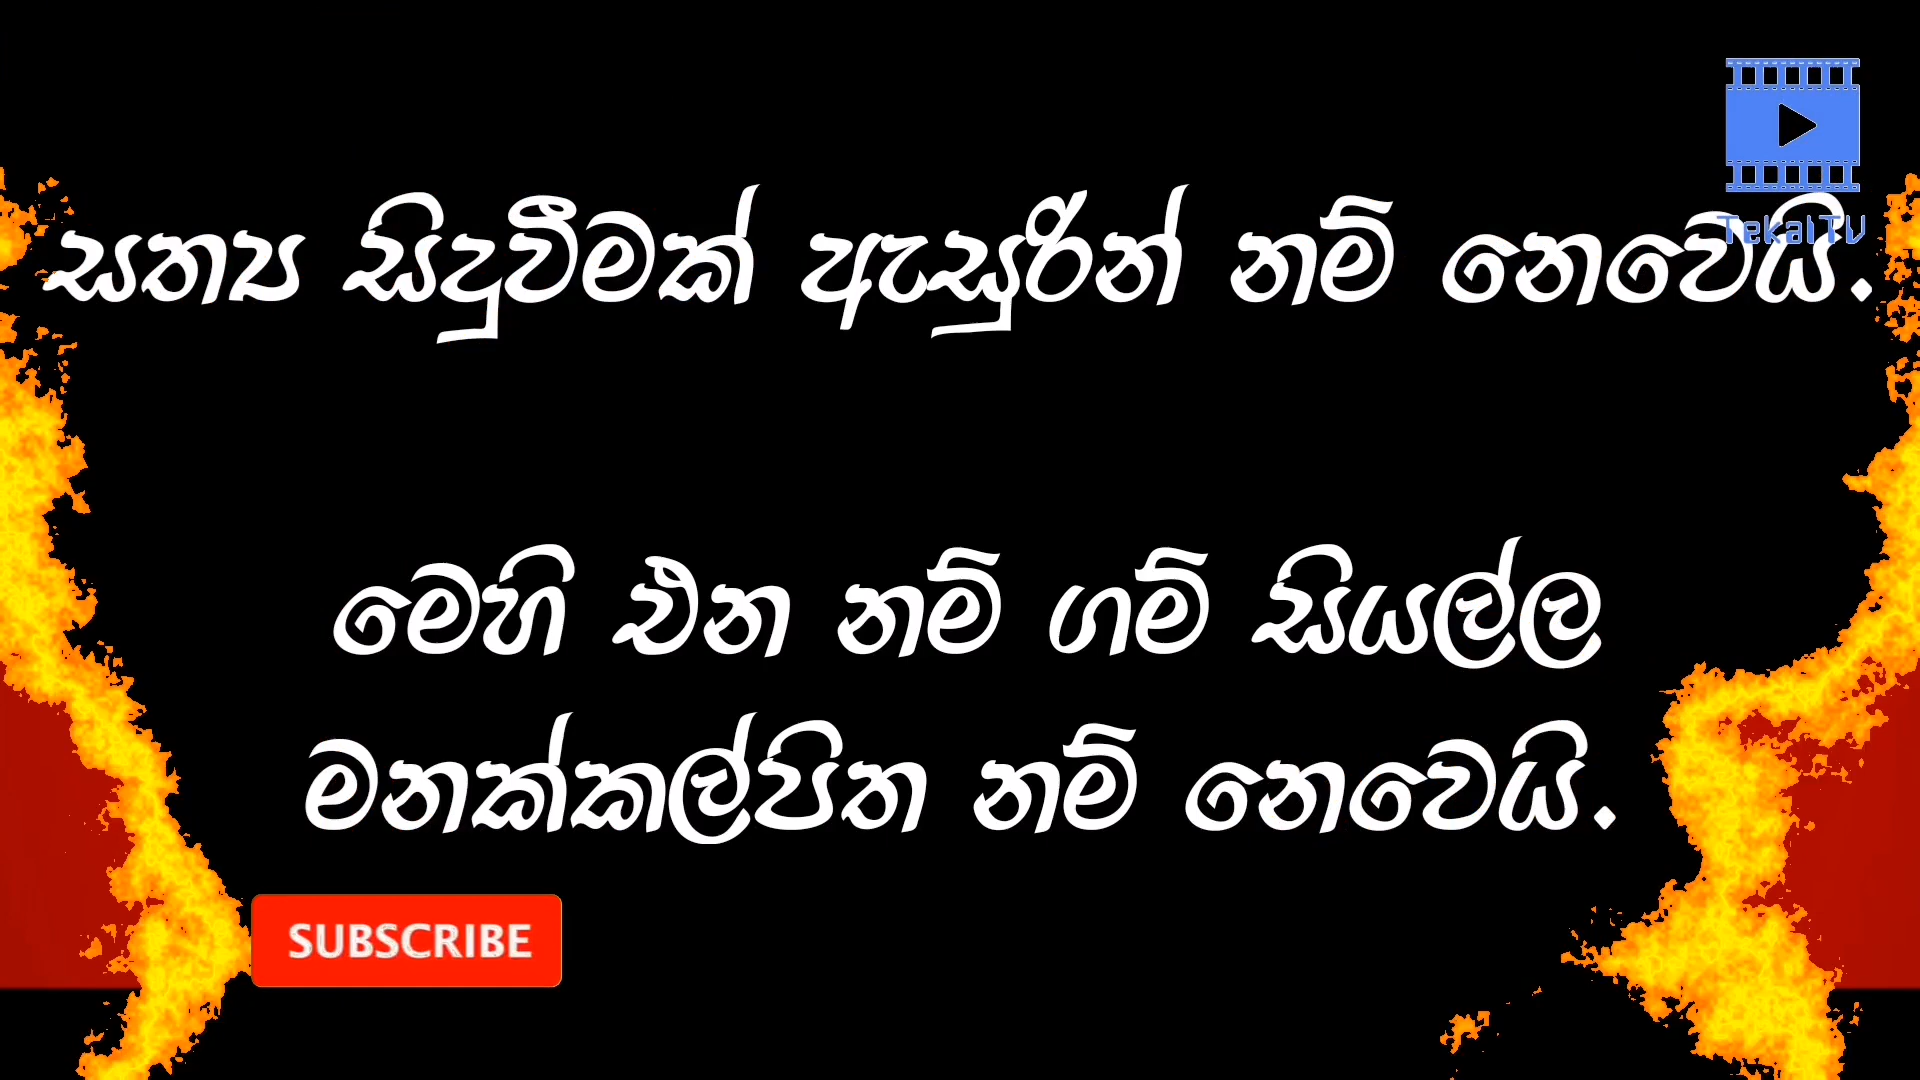 TekaiTV
සත්‍ය සිදුවීමක් ඇසුරින් නම් නෙවෙයි.
මෙහි එන නම් ගම් සියල්ල
මනක්කල්පිත නම් නෙවෙයි.
SUBSCRIBE